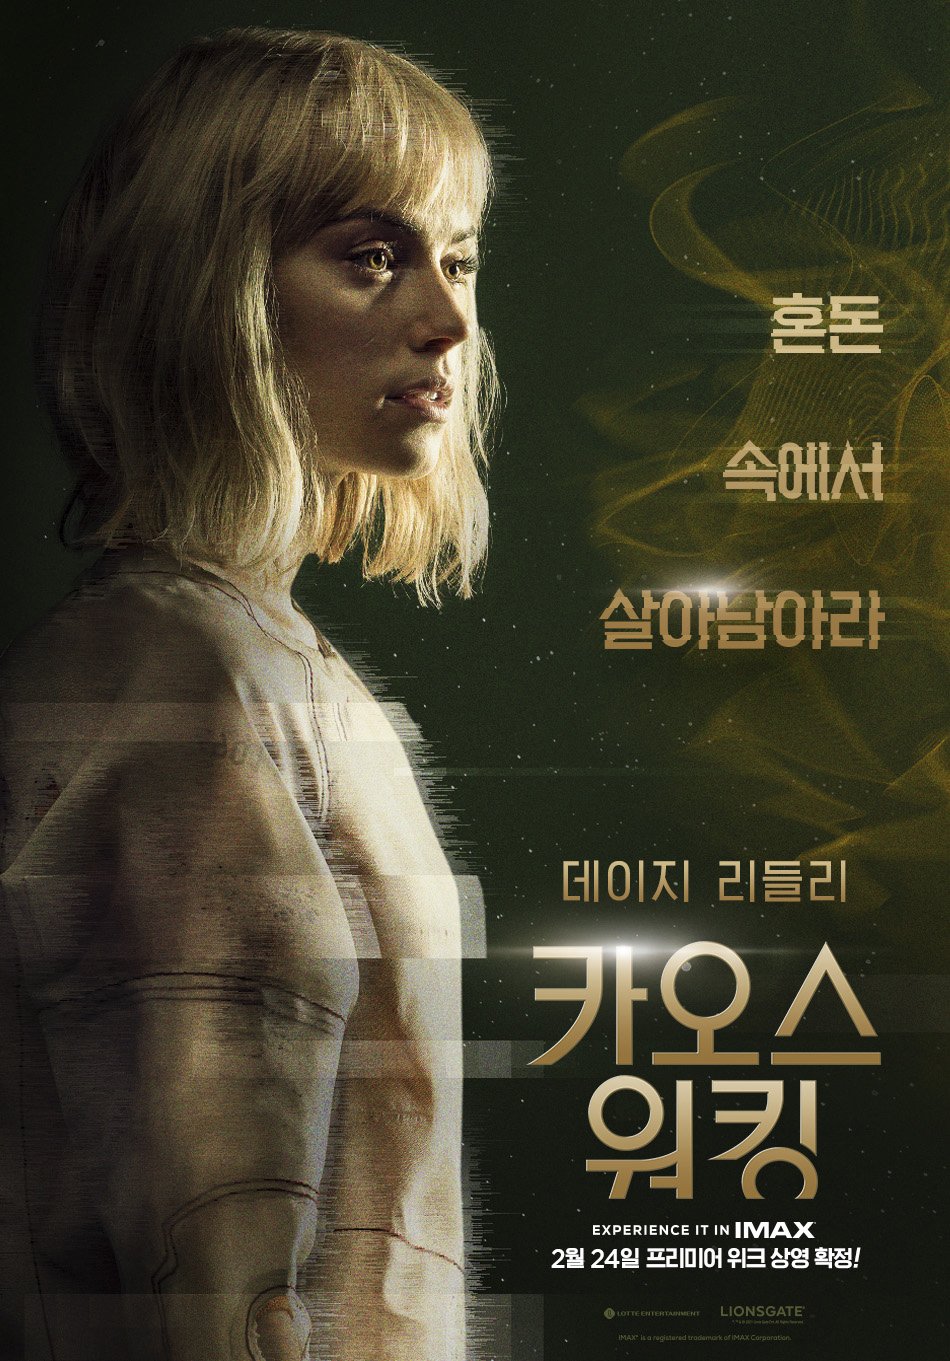 혼돈
속에서
살아남아라
데이지 리들리
카오스
워킹
EXPERIENCE IT IN IMAX®
2월 24일 프리미어 위크 상영 확정!
LOTTE ENTERTAINMENT LIONSGATE®
IMAX® is a registered trademark of IMAX Corporation.